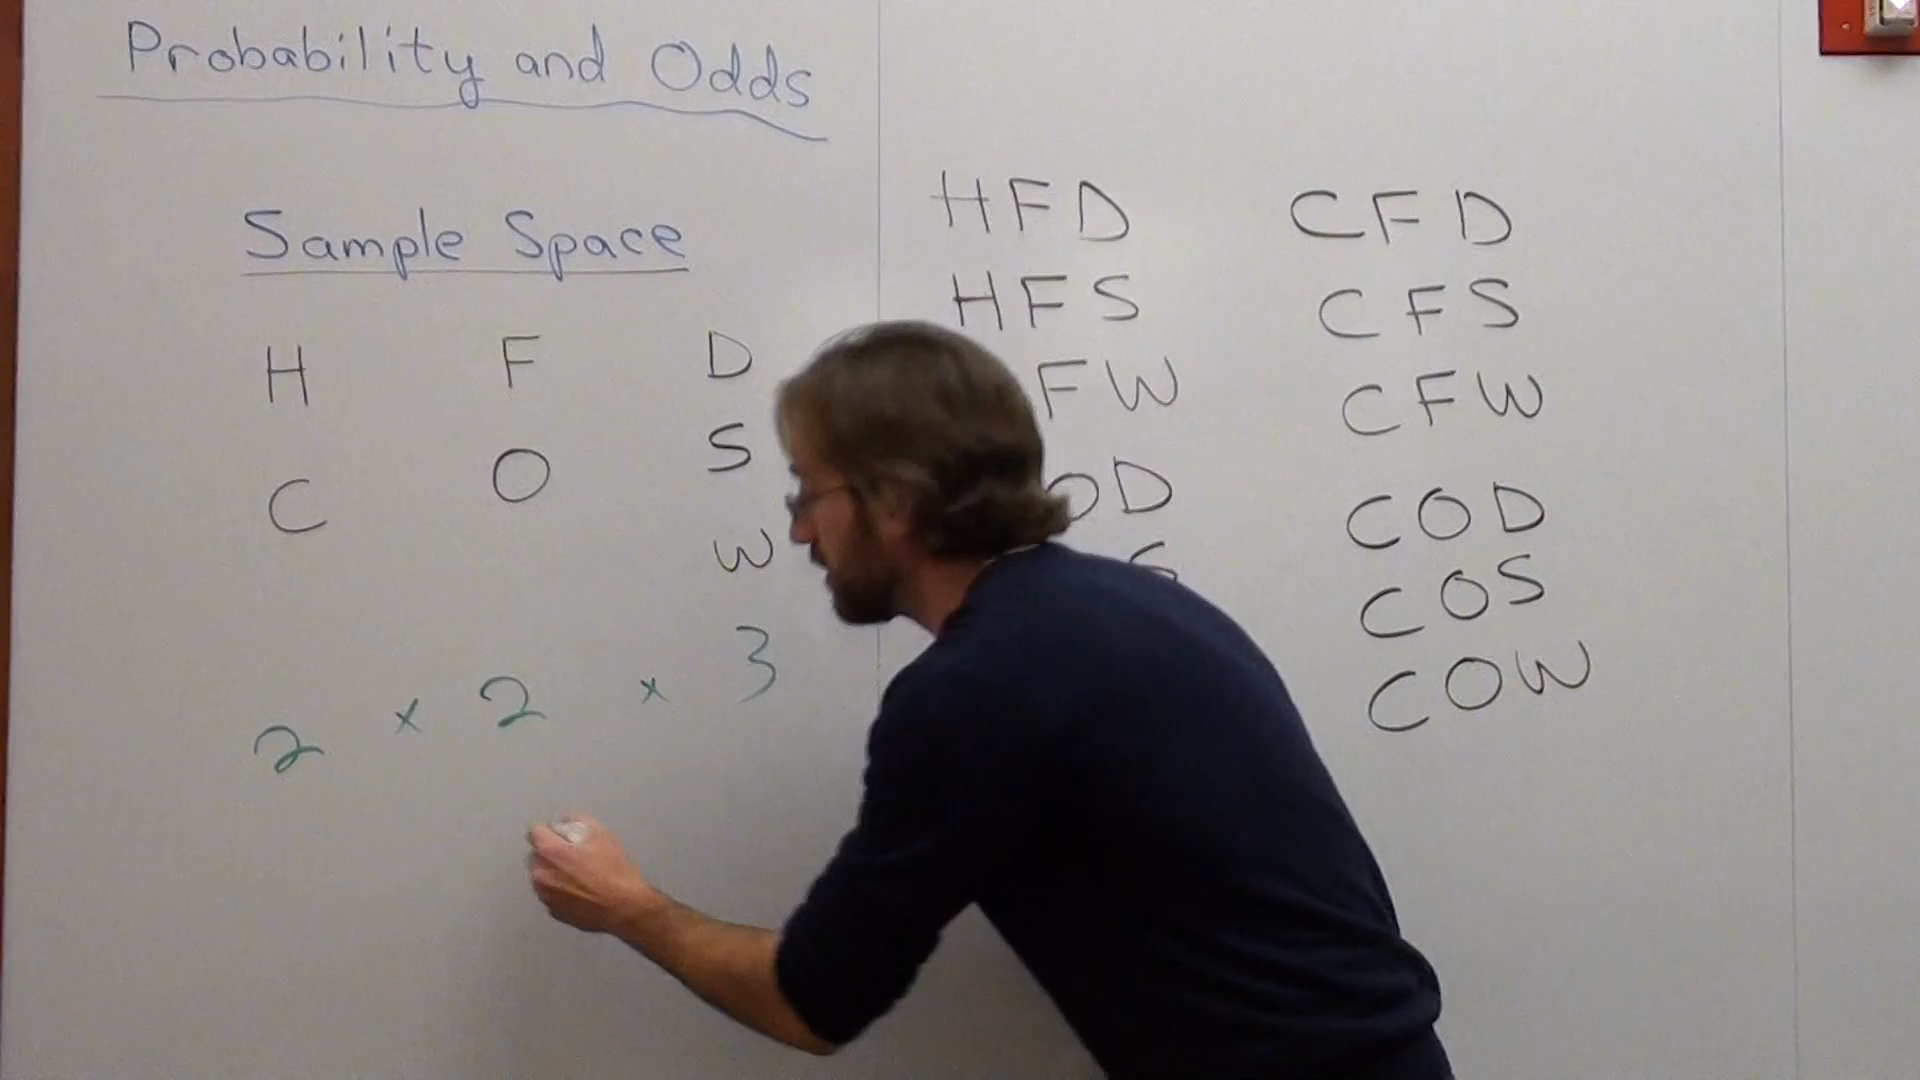 Probability and Odds
Sample Space
H F D
C O S
W
2 x 2 x 3
HFD
HFS
FW
OD
S
CFD
CFS
CFW
COD
COS
COW